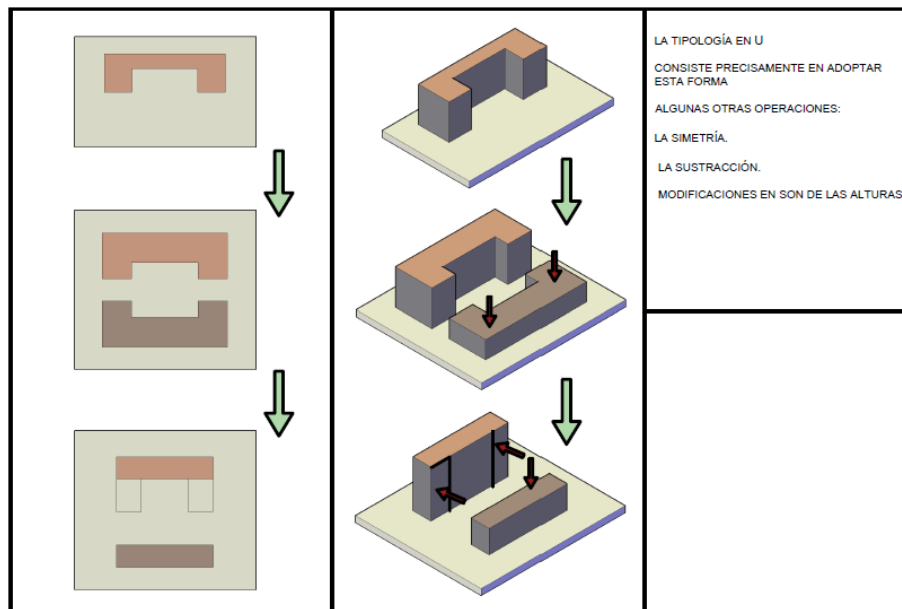 LA TIPOLOGÍA EN U
CONSISTE PRECISAMENTE EN ADOPTAR
ESTA FORMA
ALGUNAS OTRAS OPERACIONES:
LA SIMETRÍA.
LA SUSTRACCIÓN.
MODIFICACIONES EN SON DE LAS ALTURAS